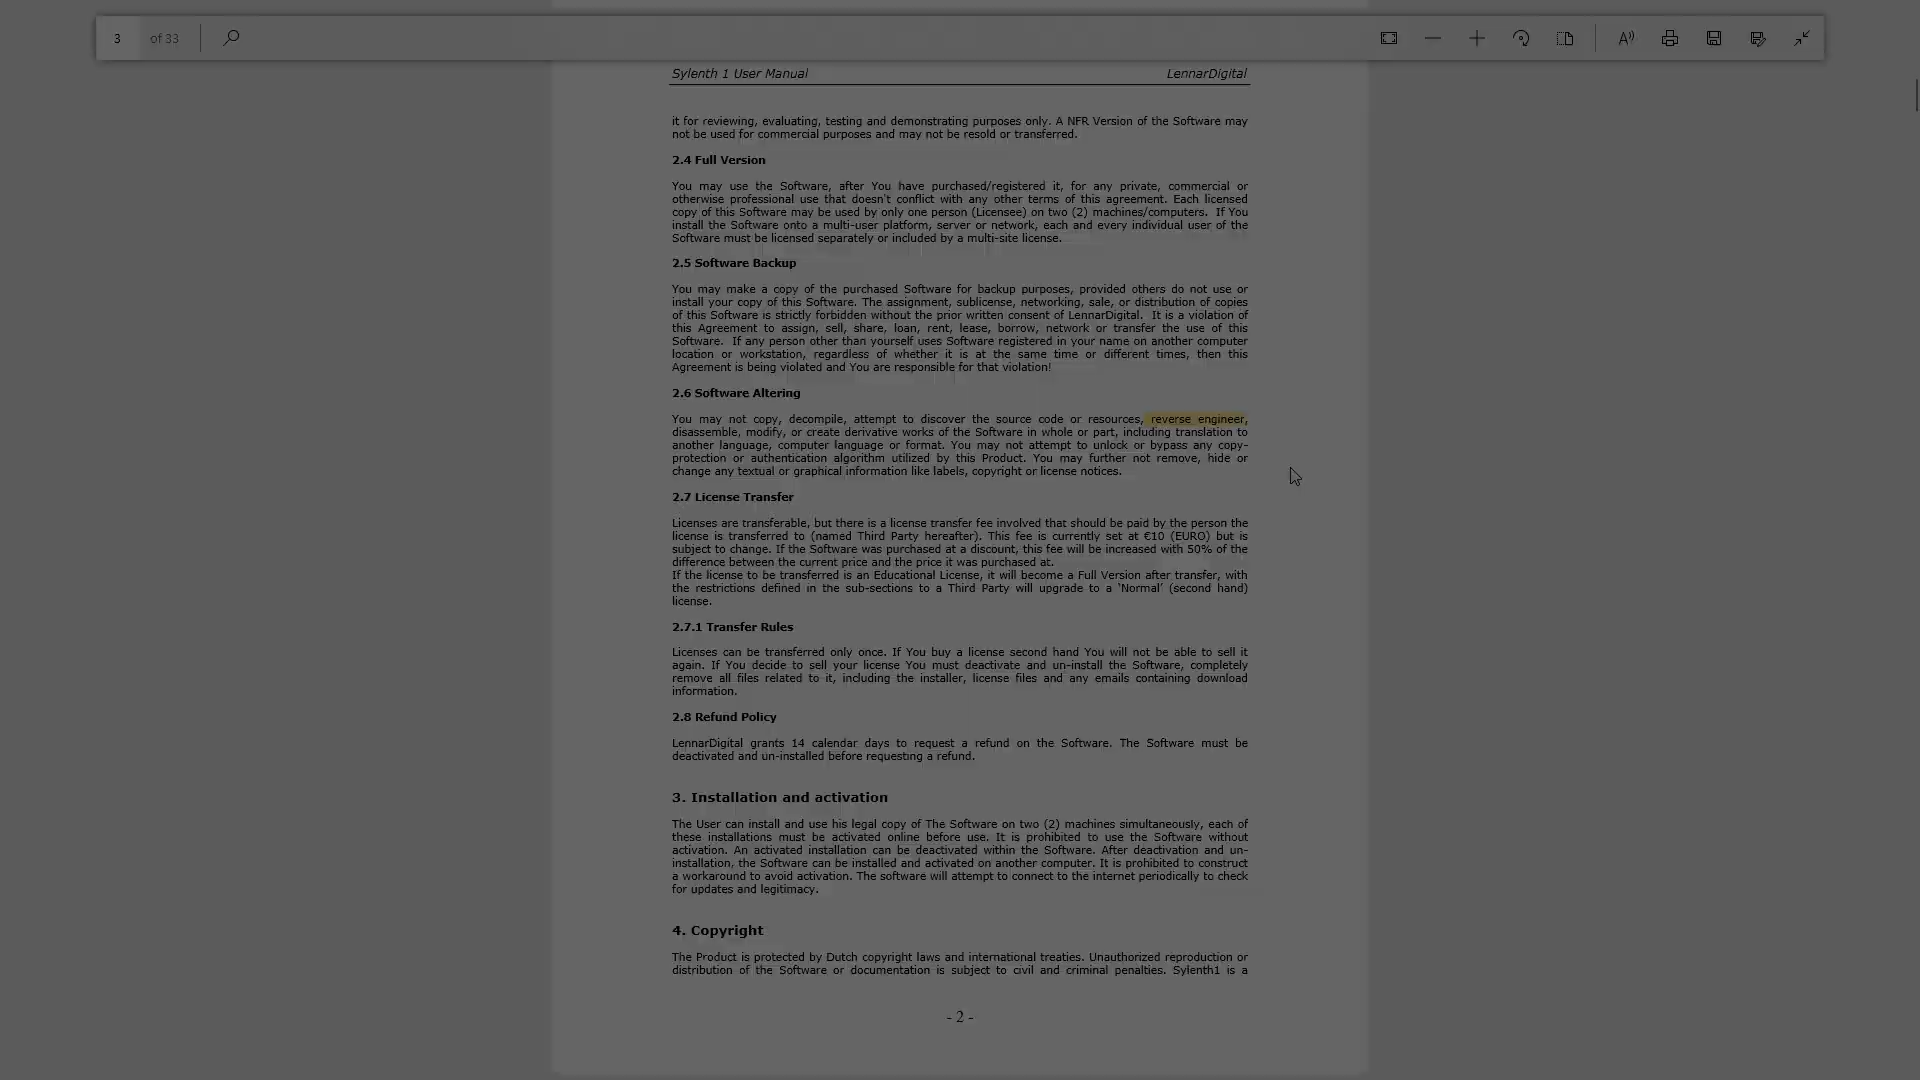 3 of 33
Sylenth 1 User Manual LennarDigital
it for reviewing, evaluating, testing and demonstrating purposes only. A NFR Version of the Software may
not be used for commercial purposes and may not be resold or transferred.
2.4 Full Version
You may use the Software, after You have purchased/registered it, for any private, commercial or
otherwise professional use that doesn't conflict with any other terms of this agreement. Each licensed
copy of this Software may be used by only one person (Licensee) on two (2) machines/computers. If You
install the Software onto a multi-user platform, server or network, each and every individual user of the
Software must be licensed separately or included by a multi-site license.
2.5 Software Backup
You may make a copy of the purchased Software for backup purposes, provided others do not use or
install your copy of this Software. The assignment, sublicense, networking, sale, or distribution of copies
of this Software is strictly forbidden without the prior written consent of LennarDigital. It is a violation of
this Agreement to assign, sell, share, loan, rent, lease, borrow, network or transfer the use of this
Software. If any person other than yourself uses Software registered in your name on another computer
location or workstation, regardless of whether it is at the same time or different times, then this
Agreement is being violated and You are responsible for that violation!
2.6 Software Altering
You may not copy, decompile, attempt to discover the source code or resources, reverse engineer,
disassemble, modify, or create derivative works of the Software in whole or part, including translation to
another language, computer language or format. You may not attempt to unlock or bypass any copy-
protection or authentication algorithm utilized by this Product. You may further not remove, hide or
change any textual or graphical information like labels, copyright or license notices.
2.7 License Transfer
Licenses are transferable, but there is a license transfer fee involved that should be paid by the person the
license is transferred to (named Third Party hereafter). This fee is currently set at €10 (EURO) but is
subject to change. If the Software was purchased at a discount, this fee will be increased with 50% of the
difference between the current price and the price it was purchased at.
If the license to be transferred is an Educational License, it will become a Full Version after transfer, with
the restrictions defined in the sub-sections to a Third Party will upgrade to a 'Normal' (second hand)
license.
2.7.1 Transfer Rules
Licenses can be transferred only once. If You buy a license second hand You will not be able to sell it
again. If You decide to sell your license You must deactivate and un-install the Software, completely
remove all files related to it, including the installer, license files and any emails containing download
information.
2.8 Refund Policy
LennarDigital grants 14 calendar days to request a refund on the Software. The Software must be
deactivated and un-installed before requesting a refund.
3. Installation and activation
The User can install and use his legal copy of The Software on two (2) machines simultaneously, each of
these installations must be activated online before use. It is prohibited to use the Software without
activation. An activated installation can be deactivated within the Software. After deactivation and un-
installation, the Software can be installed and activated on another computer. It is prohibited to construct
a workaround to avoid activation. The software will attempt to connect to the internet periodically to check
for updates and legitimacy.
4. Copyright
The Product is protected by Dutch copyright laws and international treaties. Unauthorized reproduction or
distribution of the Software or documentation is subject to civil and criminal penalties. Sylenth1 is a
- 2 -